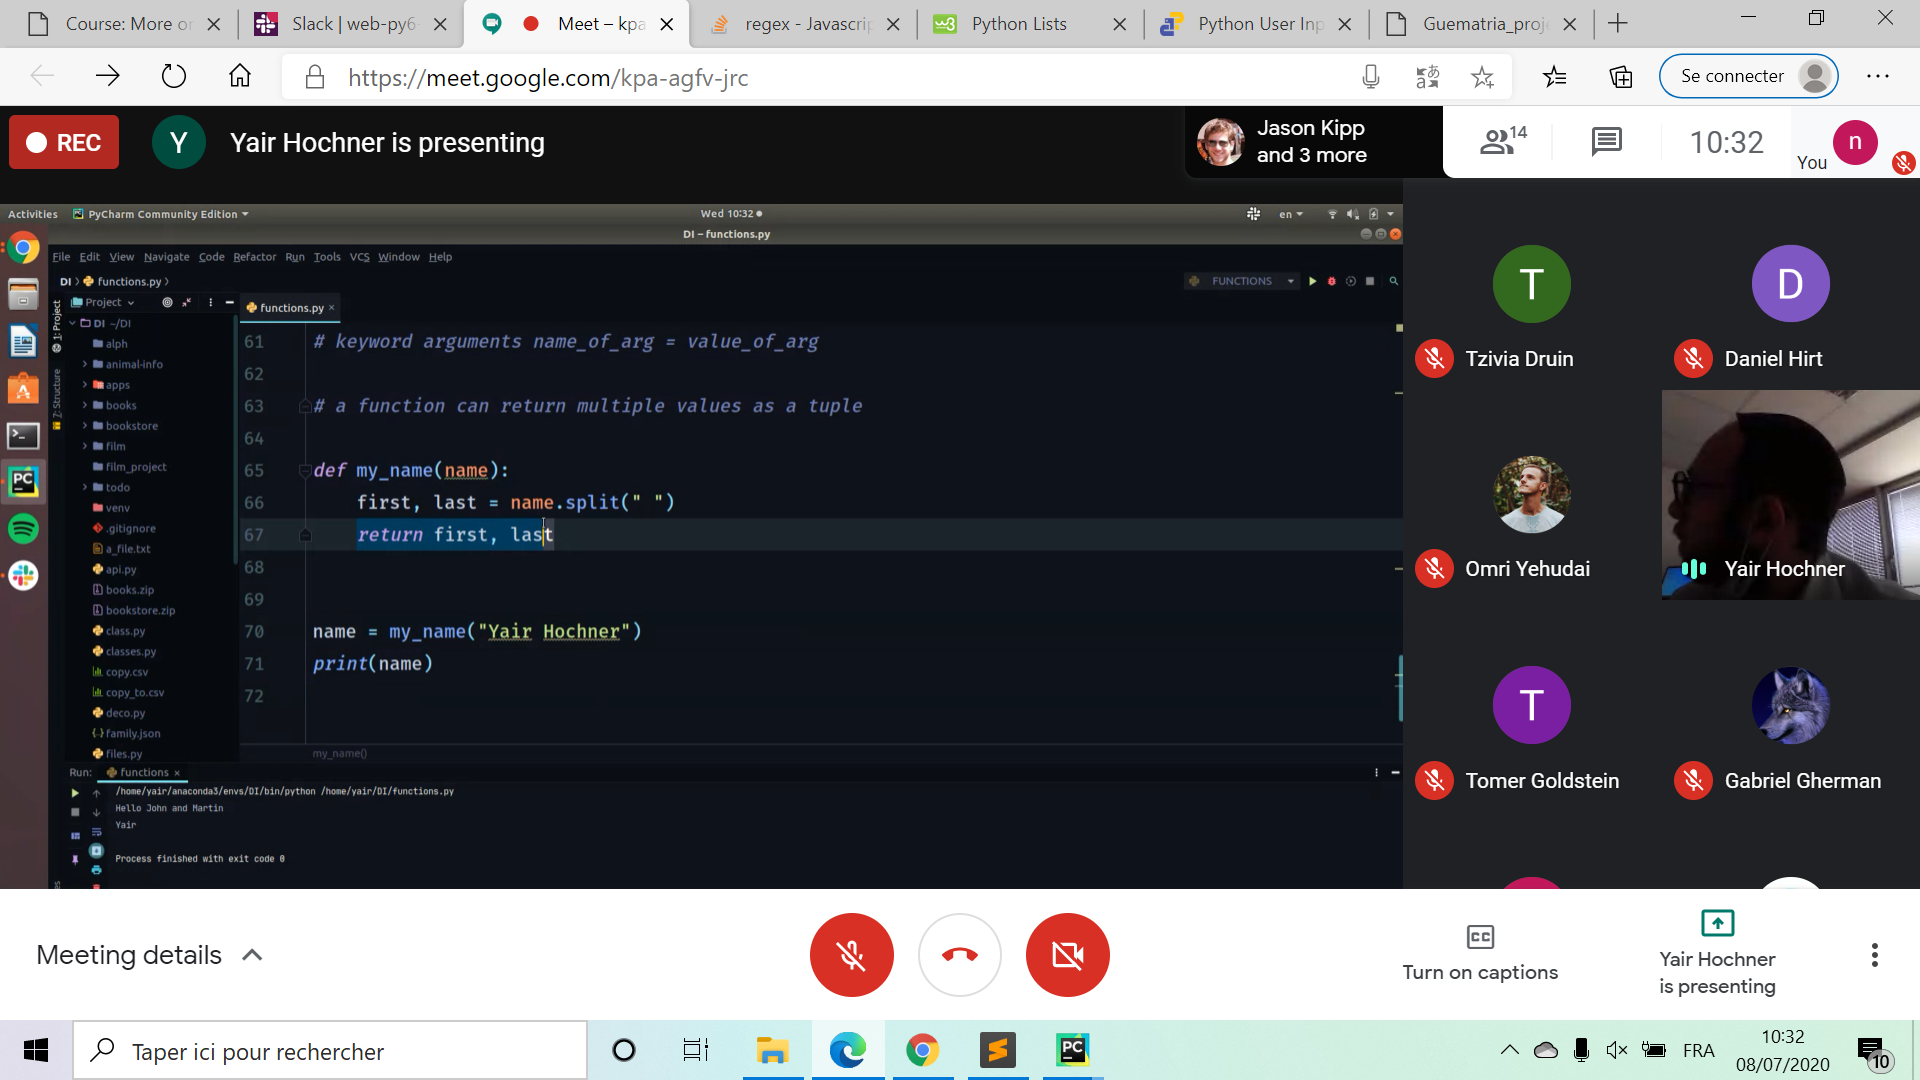 Course: More or
Slack | web-py6-
Meet – kpa
regex - Javascrip
Python Lists
Python User Inp
Guematria_proj
https://meet.google.com/kpa-agfv-jrc
Se connecter
REC
Y
Yair Hochner is presenting
Jason Kipp
and 3 more
14
10:32
You
n
Activities
PyCharm Community Edition
Wed 10:32
en
DI – functions.py
File Edit View Navigate Code Refactor Run Tools VCS Window Help
DI
functions.py
FUNCTIONS
Project
functions.py
1: Project
Z: Structure
DI ~/DI
alph
animal-info
apps
books
bookstore
film
film_project
todo
venv
.gitignore
a_file.txt
api.py
books.zip
bookstore.zip
class.py
classes.py
copy.csv
copy_to.csv
deco.py
family.json
files.py
61 # keyword arguments name_of_arg = value_of_arg
62
63 # a function can return multiple values as a tuple
64
65 def my_name(name):
66 first, last = name.split(" ")
67 return first, last
68
69
70 name = my_name("Yair Hochner")
71 print(name)
72
my_name()
Run:
functions
/home/yair/anaconda3/envs/DI/bin/python /home/yair/DI/functions.py
Hello John and Martin
Yair
Process finished with exit code 0
T
Tzivia Druin
D
Daniel Hirt
Omri Yehudai
Yair Hochner
T
Tomer Goldstein
Gabriel Gherman
Meeting details
CC
Turn on captions
Yair Hochner
is presenting
Taper ici pour rechercher
PC
FRA
10:32
08/07/2020
10